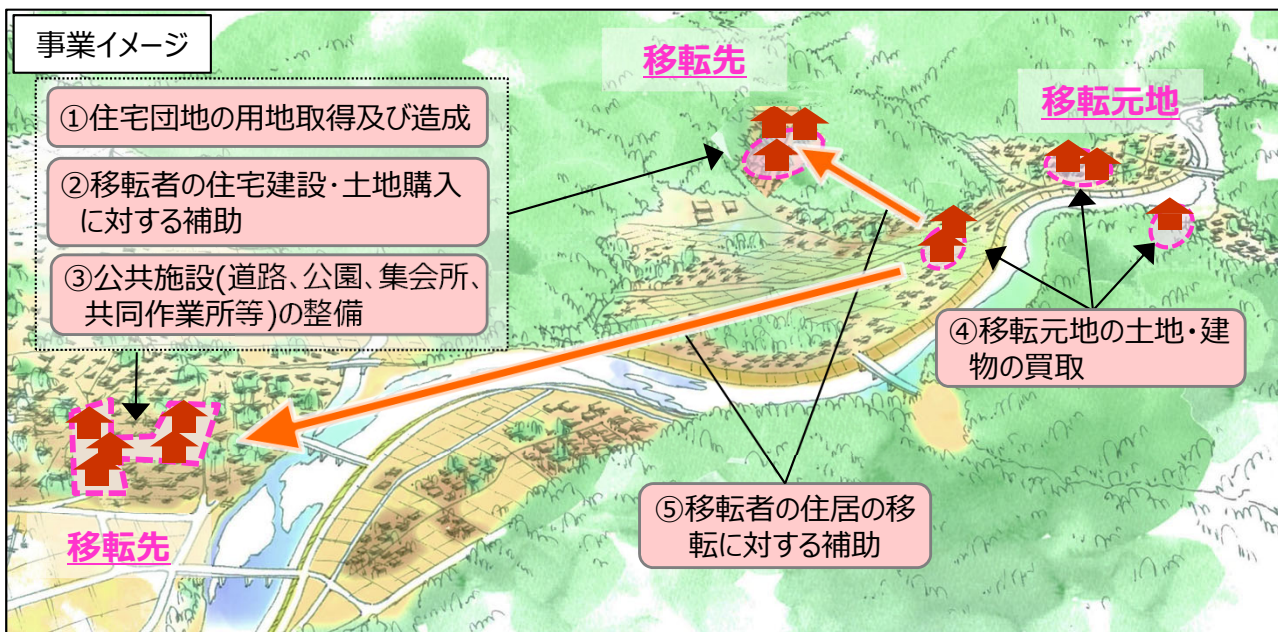 事業イメージ
移転先
移転元地
①住宅団地の用地取得及び造成
②移転者の住宅建設・土地購入
に対する補助
③公共施設(道路、公園、集会所、
共同作業所等)の整備
④移転元地の土地・建
物の買取
⑤移転者の住居の移
転に対する補助
移転先